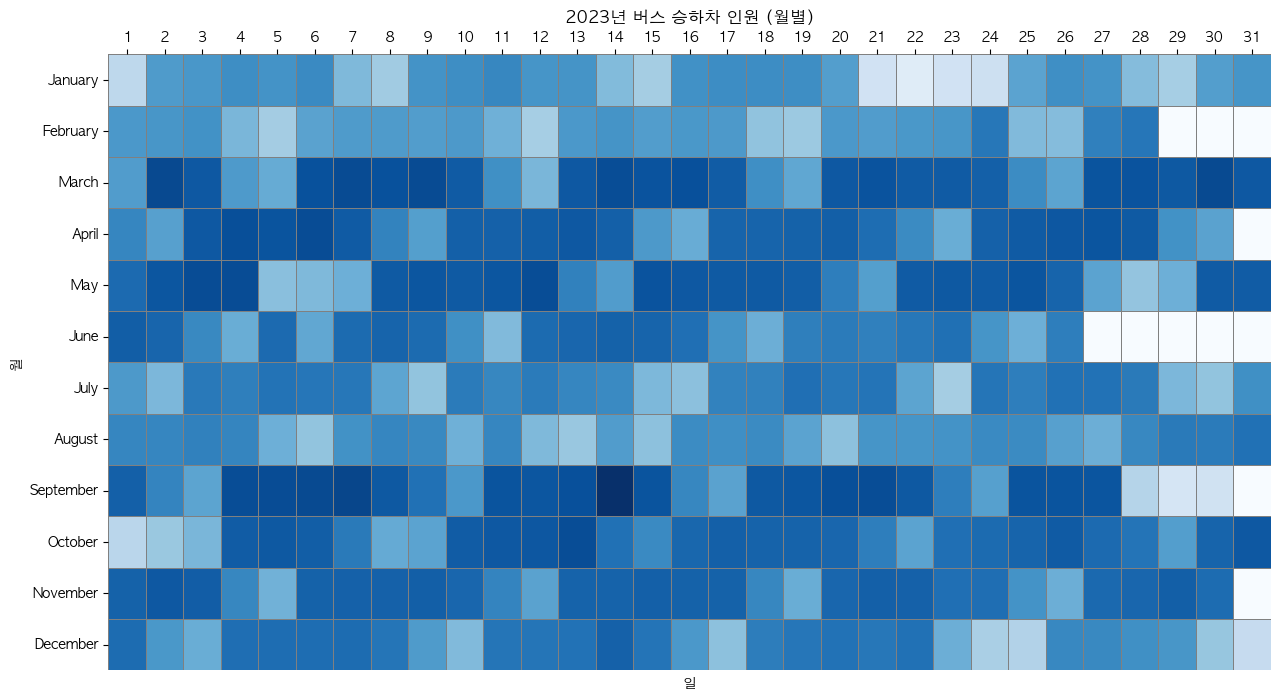 2023년 버스 승하차 인원 (월별)
1 2 3 4 5 6 7 8 9 10 11 12 13 14 15 16 17 18 19 20 21 22 23 24 25 26 27 28 29 30 31
January
February
March
April
May
June
월
July
August
September
October
November
December
일